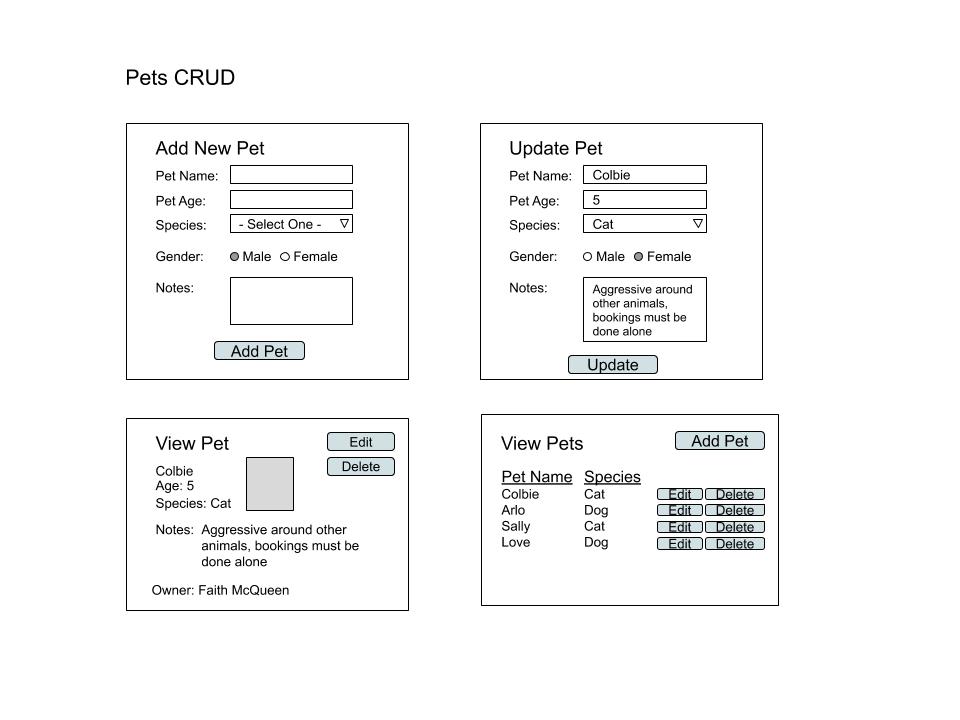 Pets CRUD
Add New Pet
Pet Name:
Pet Age:
Species: - Select One -
Gender: Male Female
Notes:
Add Pet
Update Pet
Pet Name: Colbie
Pet Age: 5
Species: Cat
Gender: Male Female
Notes: Aggressive around
other animals,
bookings must be
done alone
Update
View Pet Edit
Delete
Colbie
Age: 5
Species: Cat
Notes: Aggressive around other
animals, bookings must be
done alone
Owner: Faith McQueen
View Pets Add Pet
Pet Name Species
Colbie Cat Edit Delete
Arlo Dog Edit Delete
Sally Cat Edit Delete
Love Dog Edit Delete